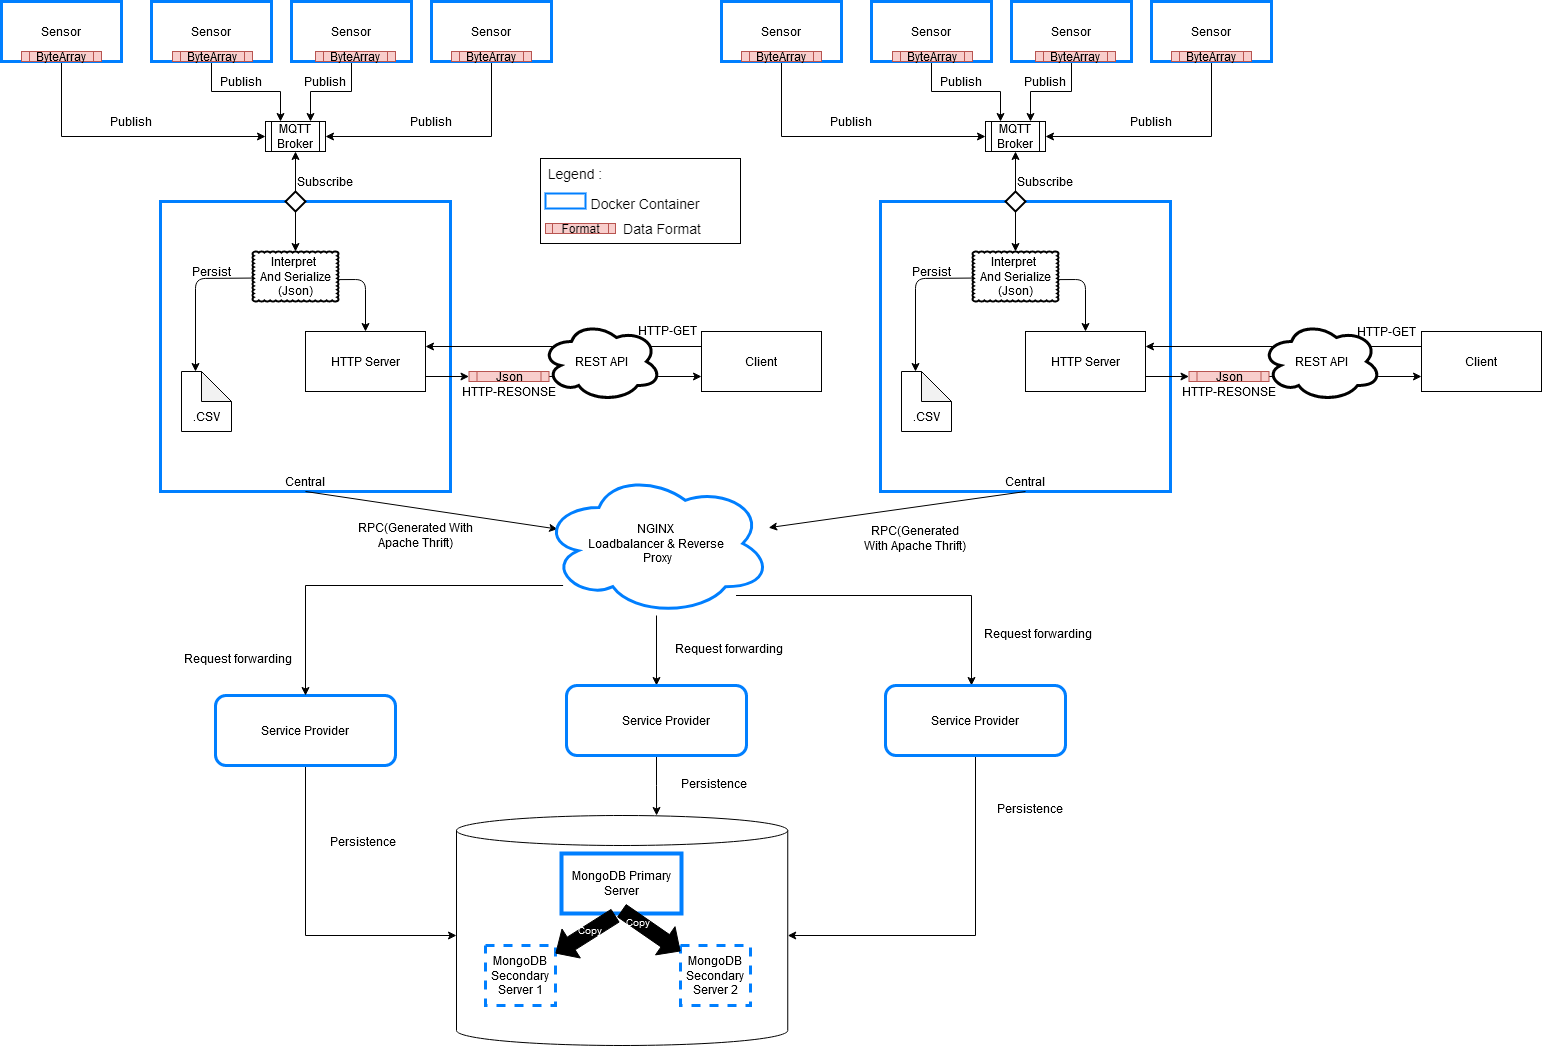 Sensor
Sensor
Sensor
Sensor
Sensor
Sensor
Sensor
Sensor
ByteArray
ByteArray
ByteArray
ByteArray
ByteArray
ByteArray
ByteArray
ByteArray
Publish
Publish
Publish
Publish
Publish
Publish
Publish
Publish
MQTT
Broker
MQTT
Broker
Subscribe
Subscribe
Legend :
Docker Container
Format
Data Format
Persist
Interpret
And Serialize
(Json)
Persist
Interpret
And Serialize
(Json)
HTTP Server
HTTP-GET
REST API
Client
Json
HTTP-RESONSE
.CSV
HTTP Server
HTTP-GET
REST API
Client
Json
HTTP-RESONSE
.CSV
Central
Central
RPC(Generated With
Apache Thrift)
NGINX
Loadbalancer & Reverse
Proxy
RPC(Generated
With Apache Thrift)
Request forwarding
Request forwarding
Request forwarding
Service Provider
Service Provider
Service Provider
Persistence
Persistence
Persistence
MongoDB Primary
Server
Copy
Copy
MongoDB
Secondary
Server 1
MongoDB
Secondary
Server 2